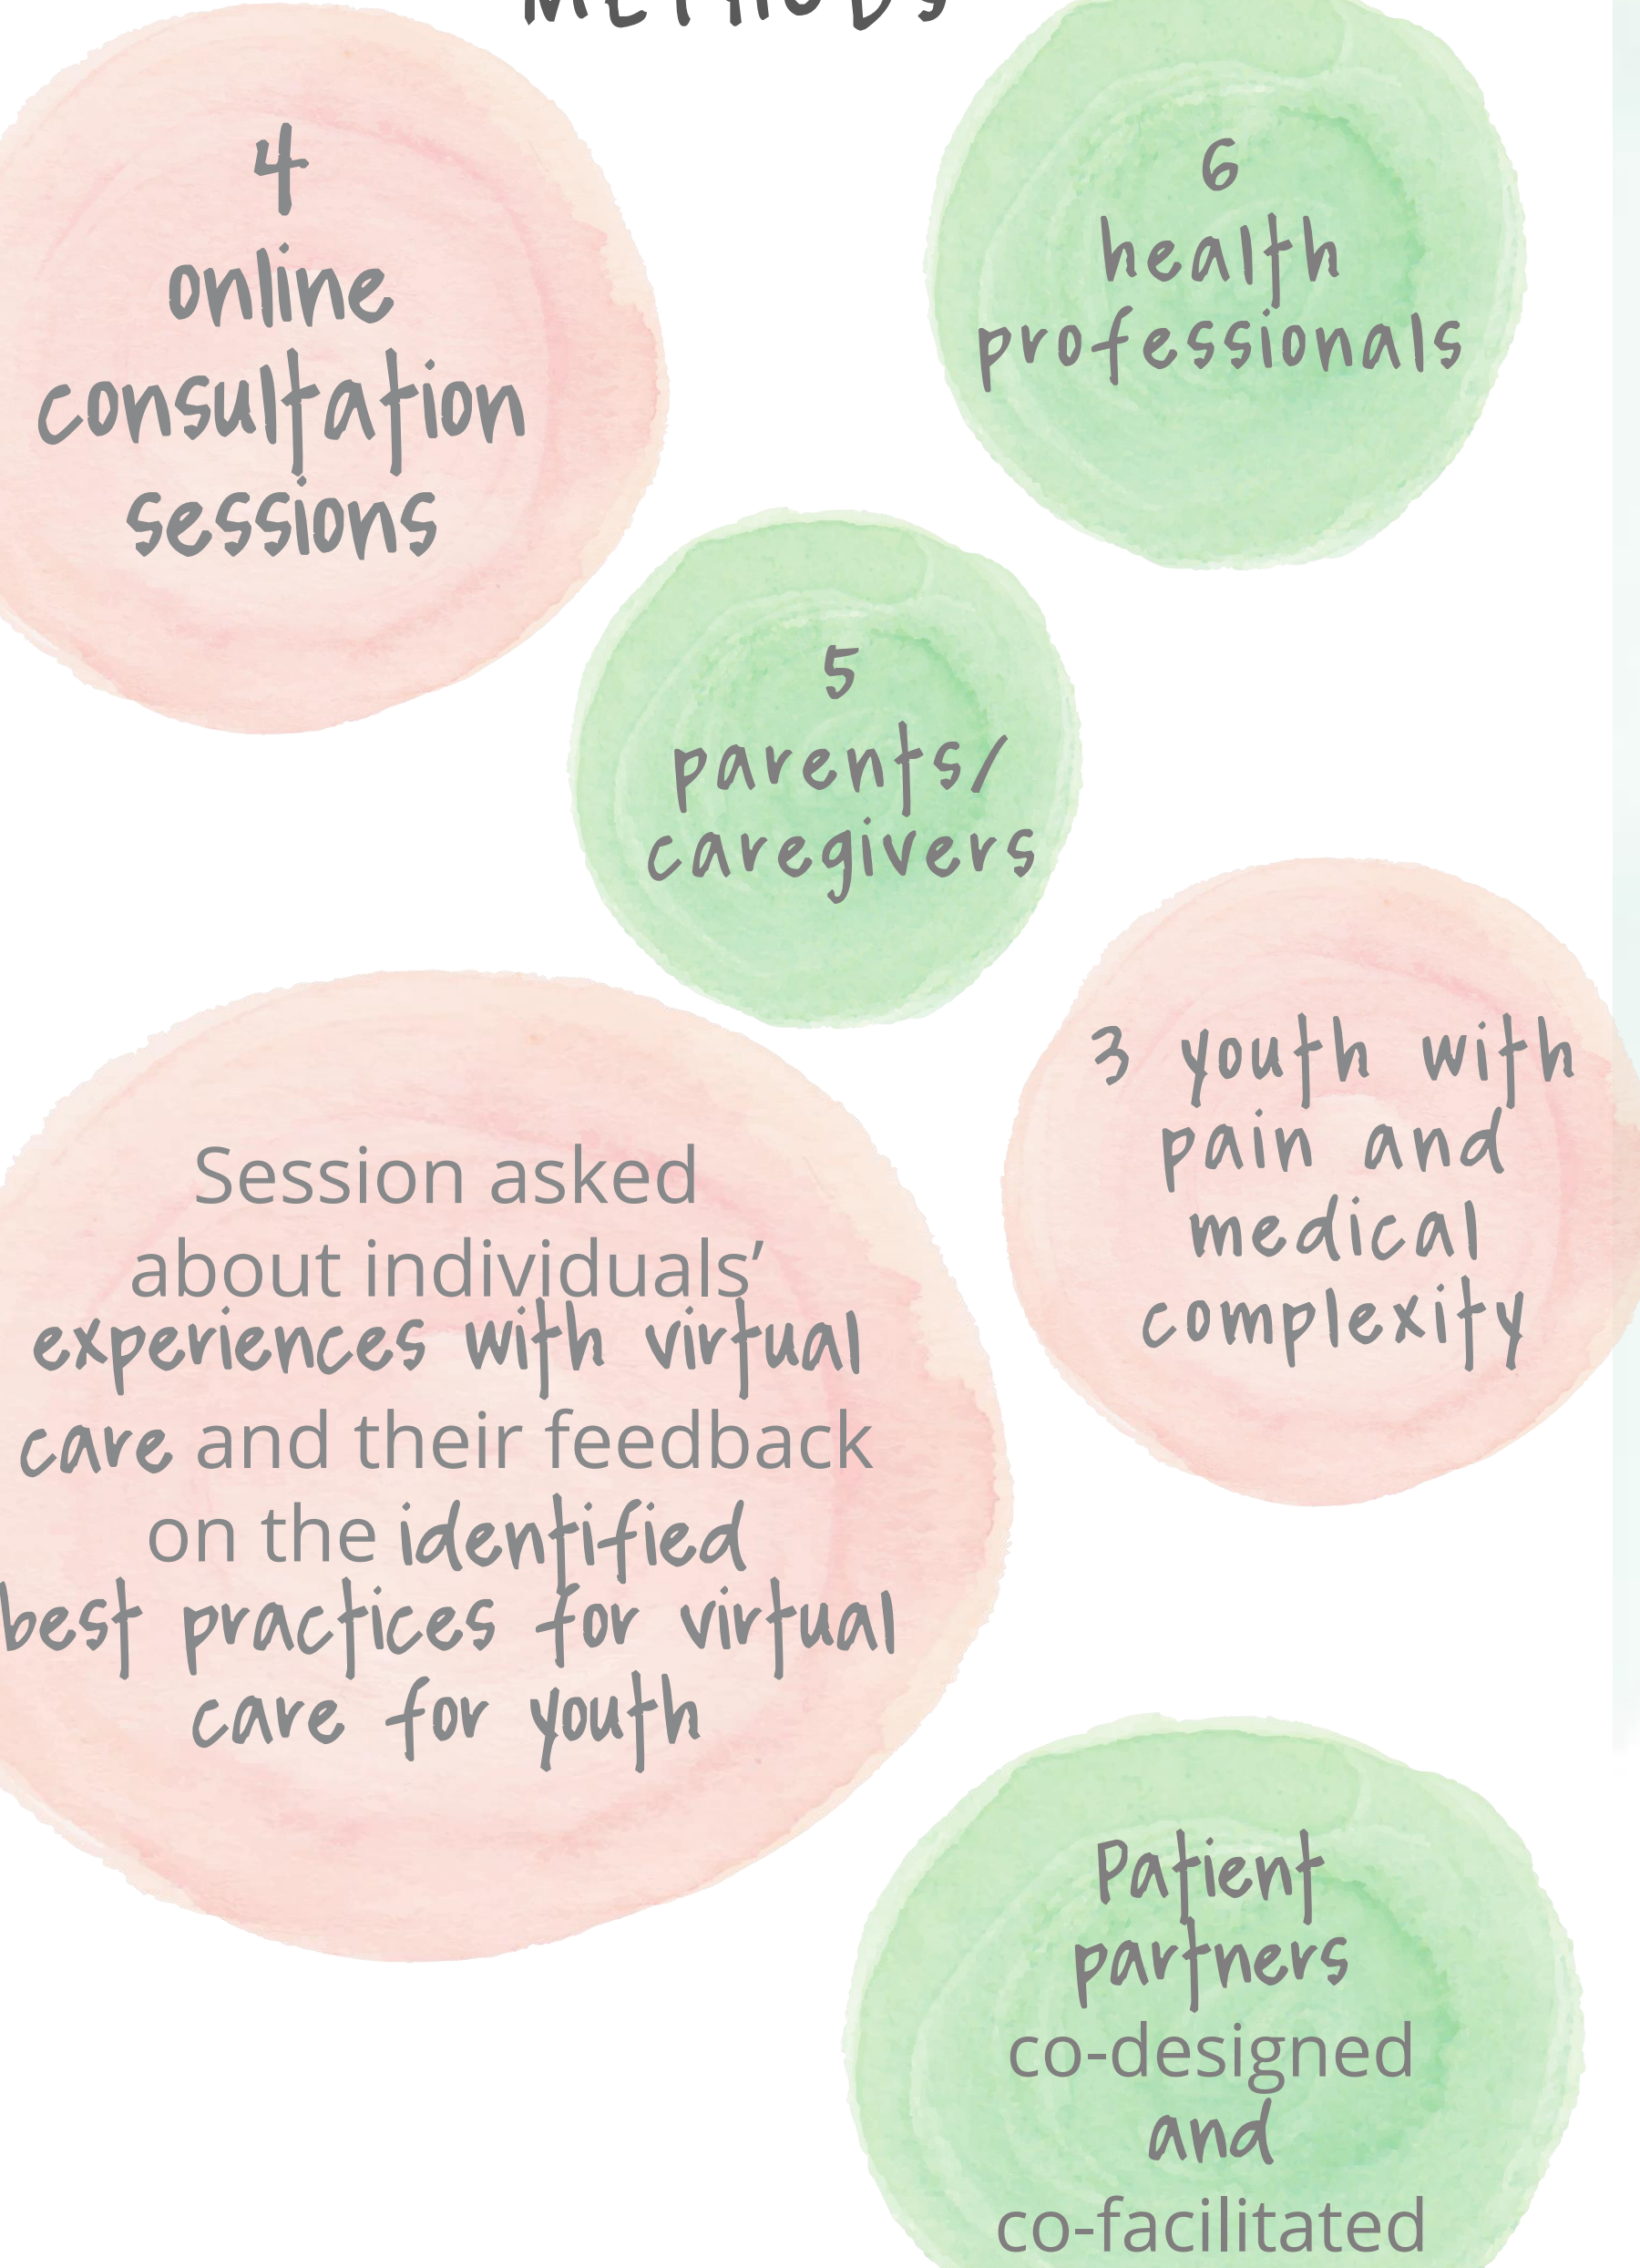 METHODS
4
online
consultation
sessions
6
health
professionals
5
parents/
caregivers
3 youth with
pain and
medical
complexity
Session asked
about individuals’
experiences with virtual
care and their feedback
on the identified
best practices for virtual
care for youth
Patient
partners
co-designed
and
co-facilitated